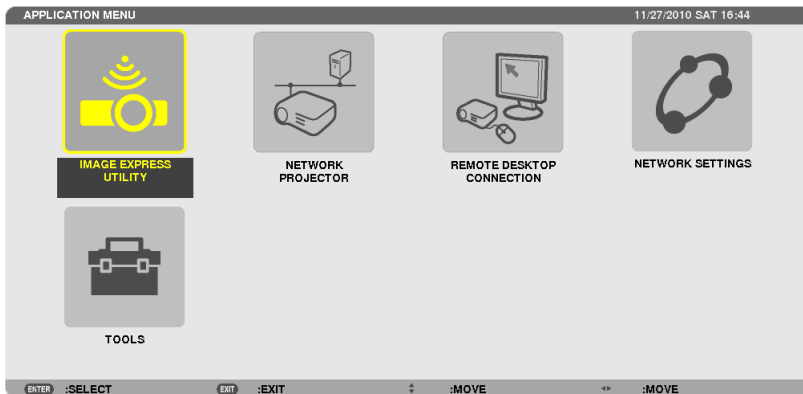 APPLICATION MENU 11/27/2010 SAT 16:44
IMAGE EXPRESS
UTILITY
NETWORK
PROJECTOR
REMOTE DESKTOP
CONNECTION
NETWORK SETTINGS
TOOLS
ENTER :SELECT EXIT :EXIT :MOVE :MOVE